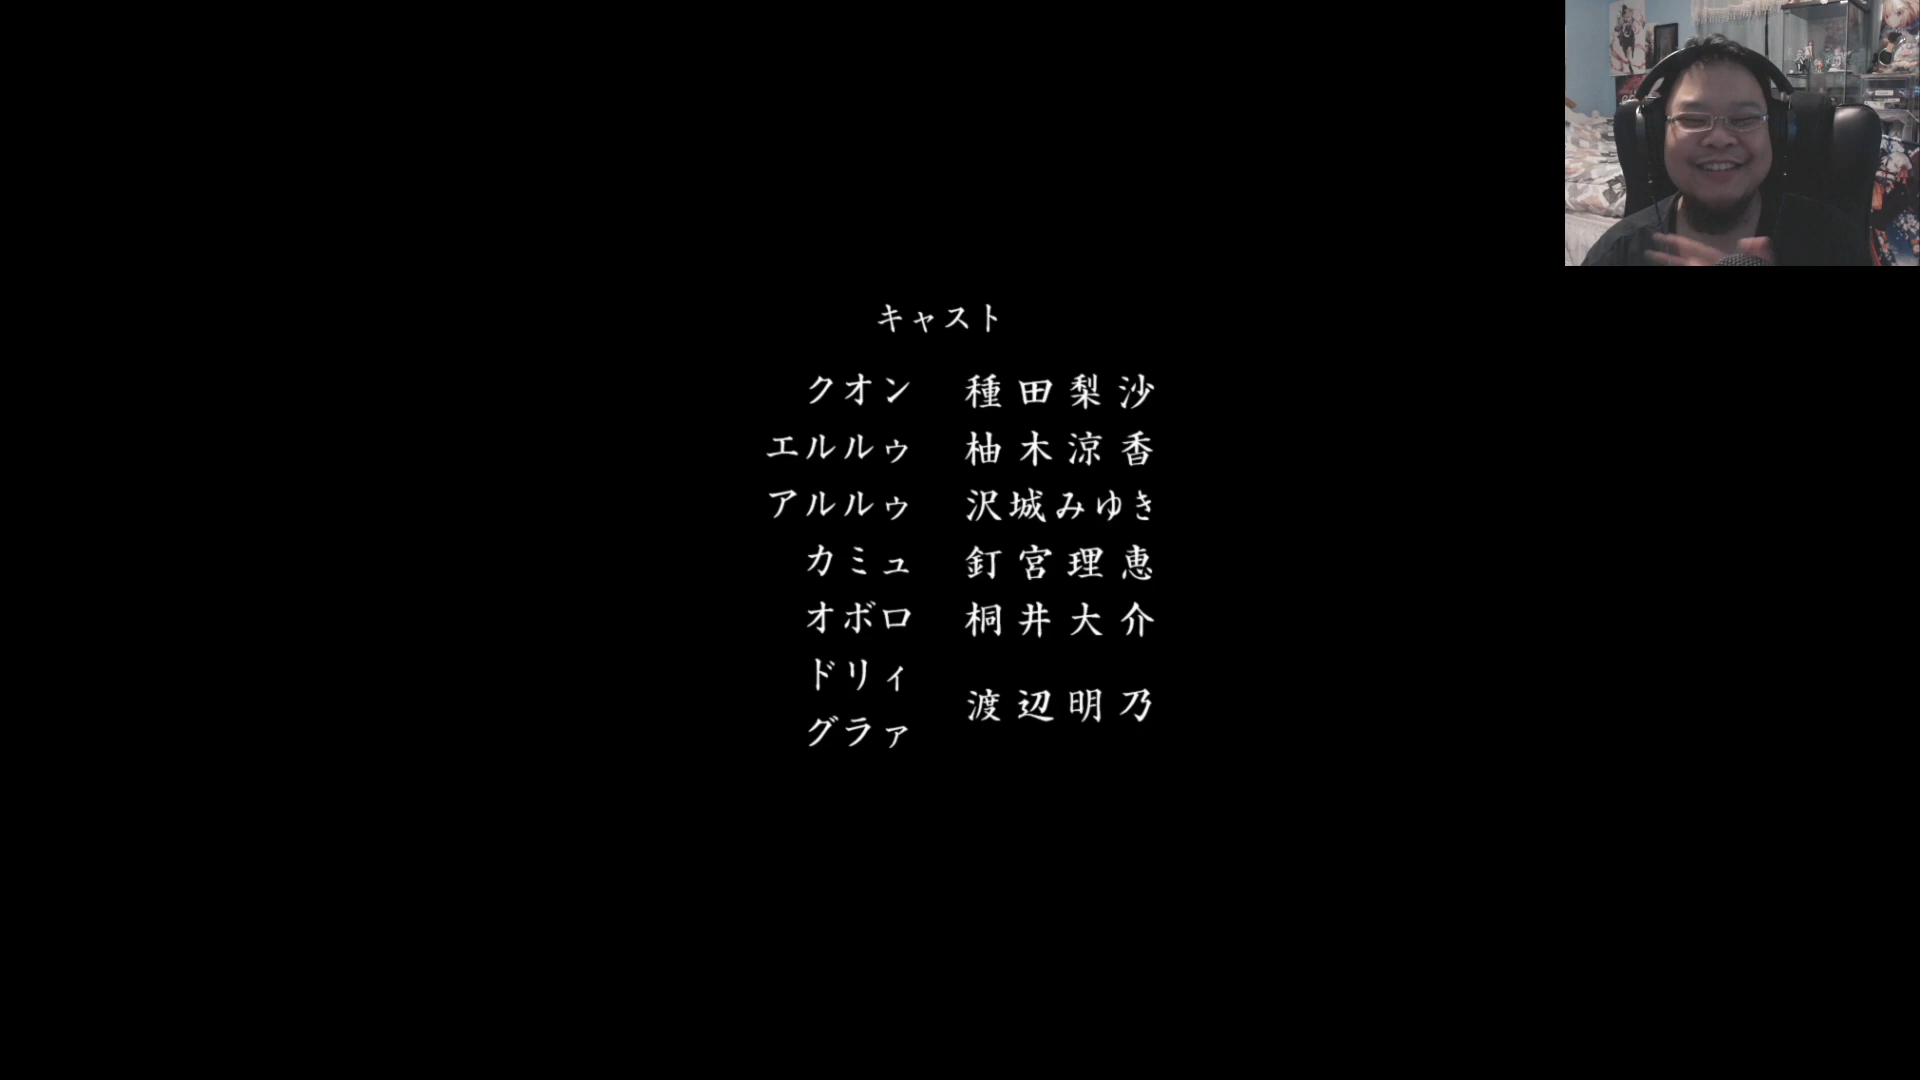 キャスト
クオン 種田梨沙
エルルゥ 柚木涼香
アルルゥ 沢城みゆき
カミュ 釘宮理恵
オボロ 桐井大介
ドリィ
グラァ 渡辺明乃